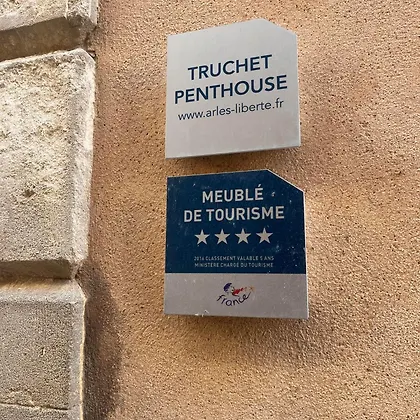 TRUCHET
PENTHOUSE
www.arles-liberte.fr
MEUBLÉ
DE TOURISME
2016 CLASSEMENT VALABLE 5 ANS
MINISTÈRE CHARGÉ DU TOURISME
France